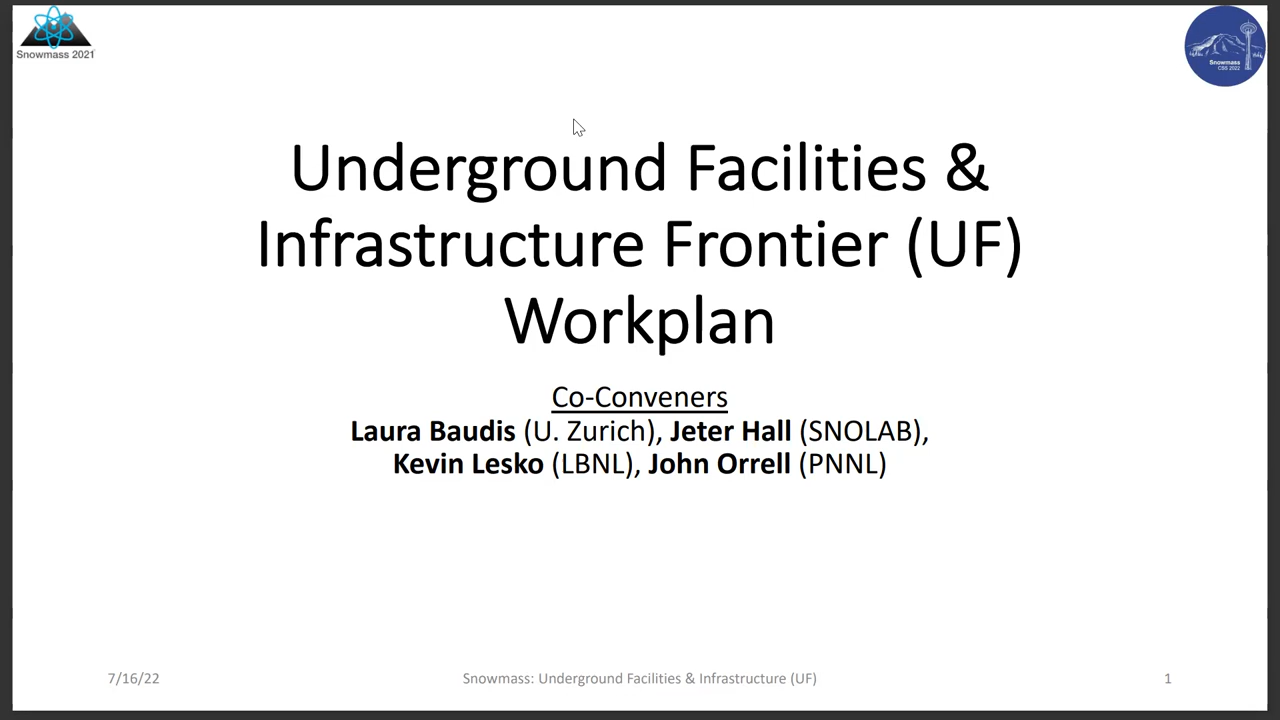 Snowmass 2021
Snowmass
CSS 2022
Underground Facilities &
Infrastructure Frontier (UF)
Workplan
Co-Conveners
Laura Baudis (U. Zurich), Jeter Hall (SNOLAB),
Kevin Lesko (LBNL), John Orrell (PNNL)
7/16/22
Snowmass: Underground Facilities & Infrastructure (UF)
1